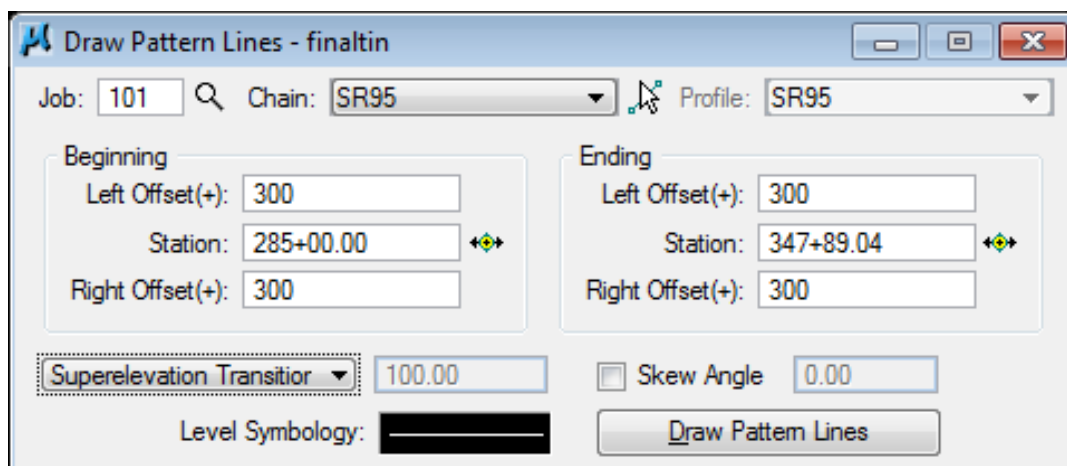 Draw Pattern Lines - finaltin
Job: 101 Chain: SR95 Profile: SR95
Beginning Ending
Left Offset(+): 300 Left Offset(+): 300
Station: 285+00.00 Station: 347+89.04
Right Offset(+): 300 Right Offset(+): 300
Superelevation Transitior 100.00 Skew Angle 0.00
Level Symbology: Draw Pattern Lines